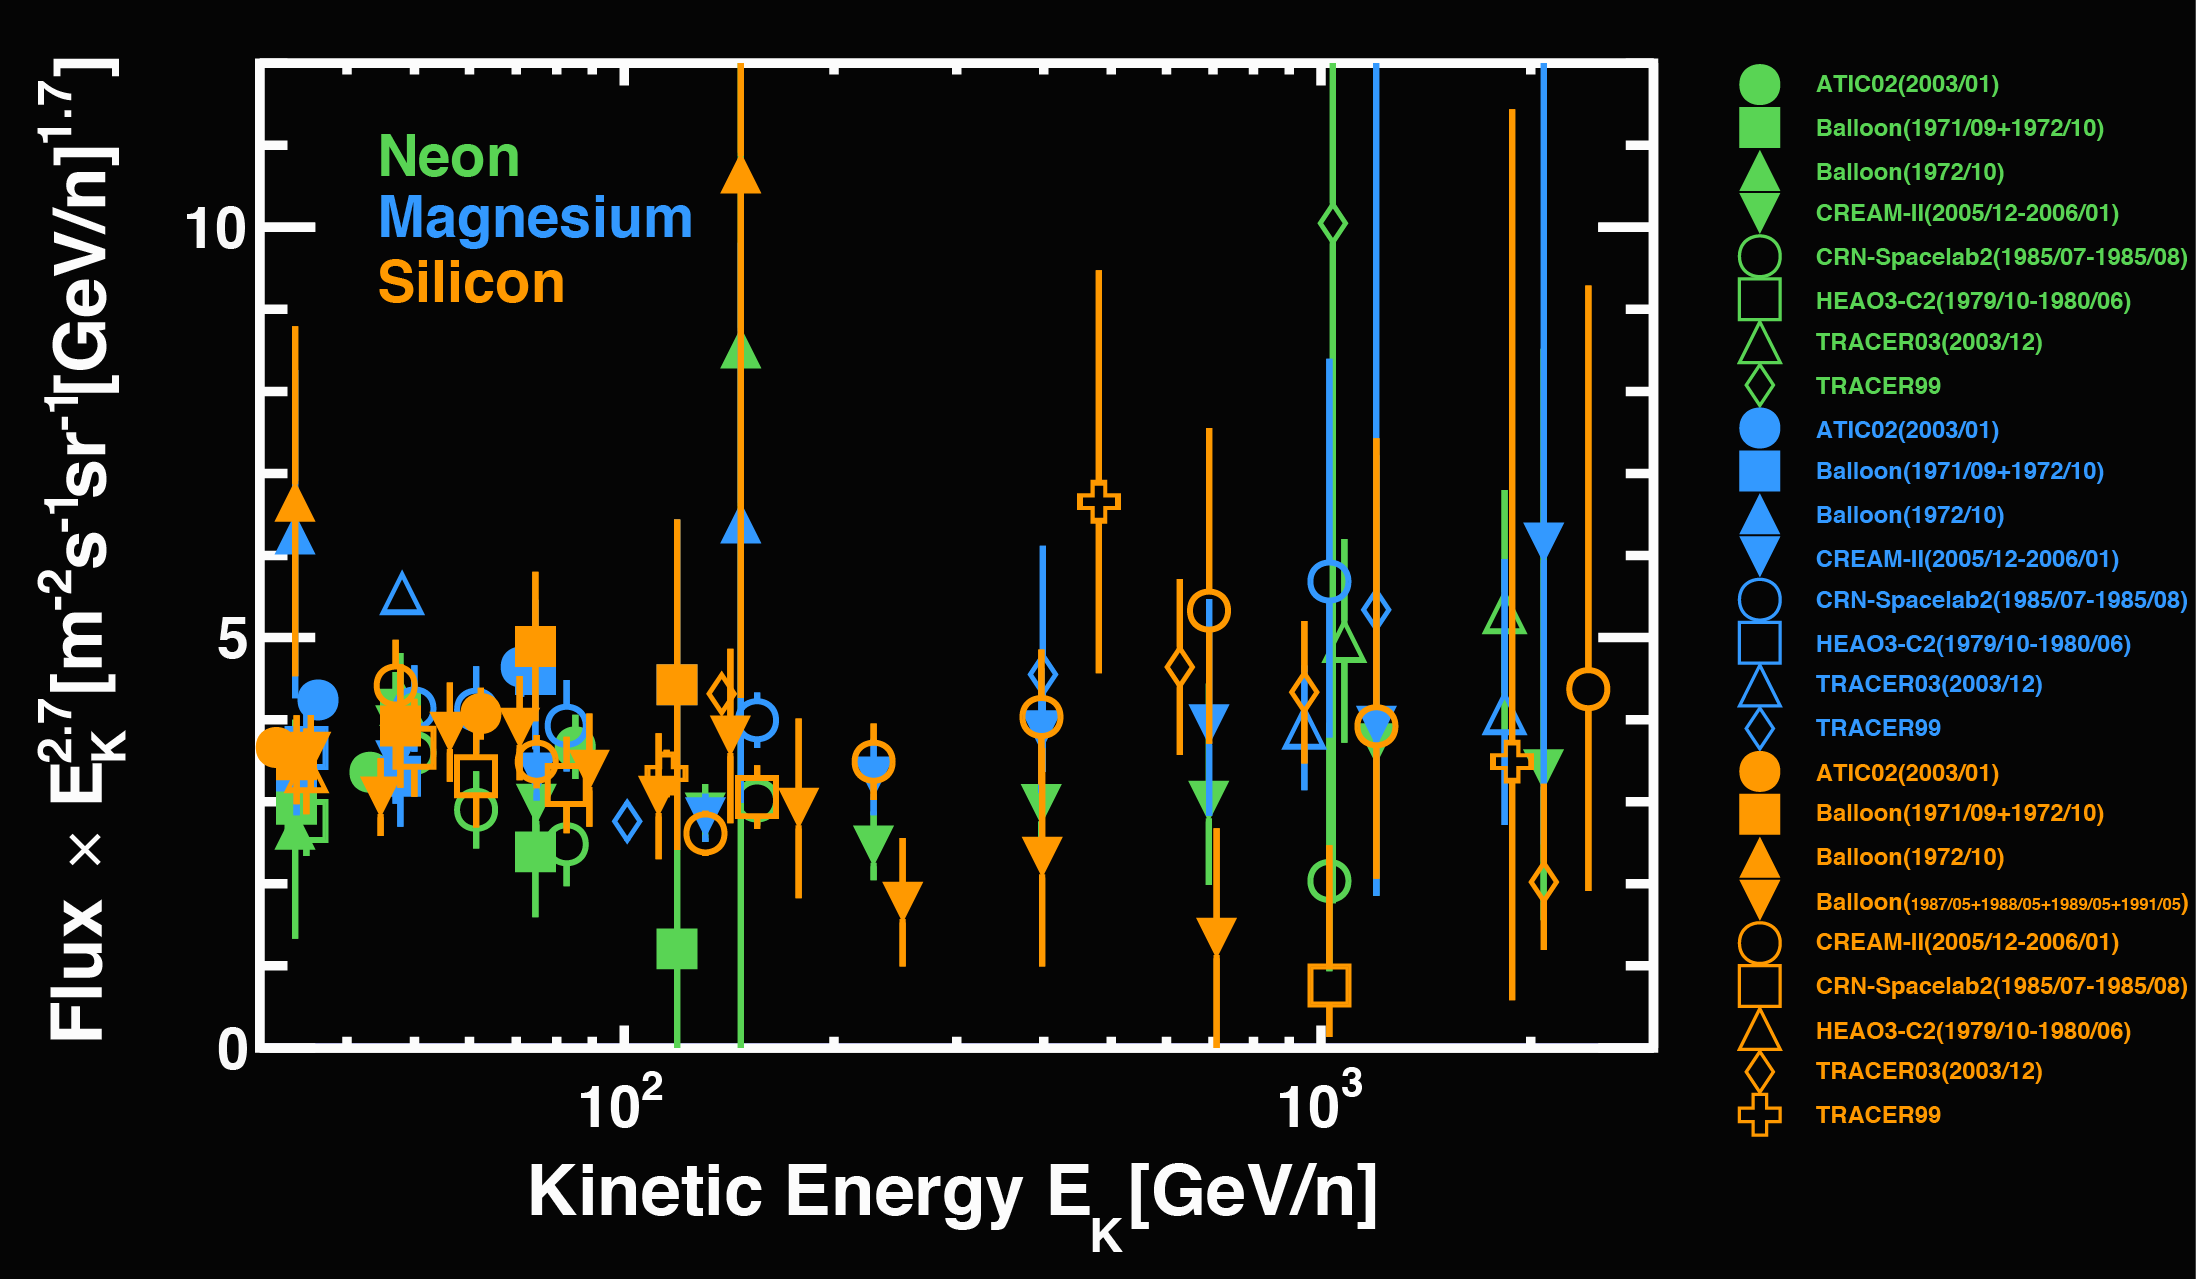 Flux × E_K^2.7 [m^-2 s^-1 sr^-1 [GeV/n]^1.7]
10
5
0
Neon
Magnesium
Silicon
10^2
10^3
Kinetic Energy E_K [GeV/n]
ATIC02(2003/01)
Balloon(1971/09+1972/10)
Balloon(1972/10)
CREAM-II(2005/12-2006/01)
CRN-Spacelab2(1985/07-1985/08)
HEAO3-C2(1979/10-1980/06)
TRACER03(2003/12)
TRACER99
ATIC02(2003/01)
Balloon(1971/09+1972/10)
Balloon(1972/10)
CREAM-II(2005/12-2006/01)
CRN-Spacelab2(1985/07-1985/08)
HEAO3-C2(1979/10-1980/06)
TRACER03(2003/12)
TRACER99
ATIC02(2003/01)
Balloon(1971/09+1972/10)
Balloon(1972/10)
Balloon(1987/05+1988/05+1989/05+1991/05)
CREAM-II(2005/12-2006/01)
CRN-Spacelab2(1985/07-1985/08)
HEAO3-C2(1979/10-1980/06)
TRACER03(2003/12)
TRACER99